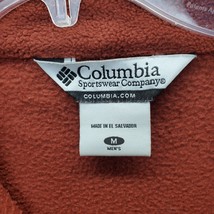 Columbia
Sportswear Company®
COLUMBIA.COM
MADE IN EL SALVADOR
M
MEN'S